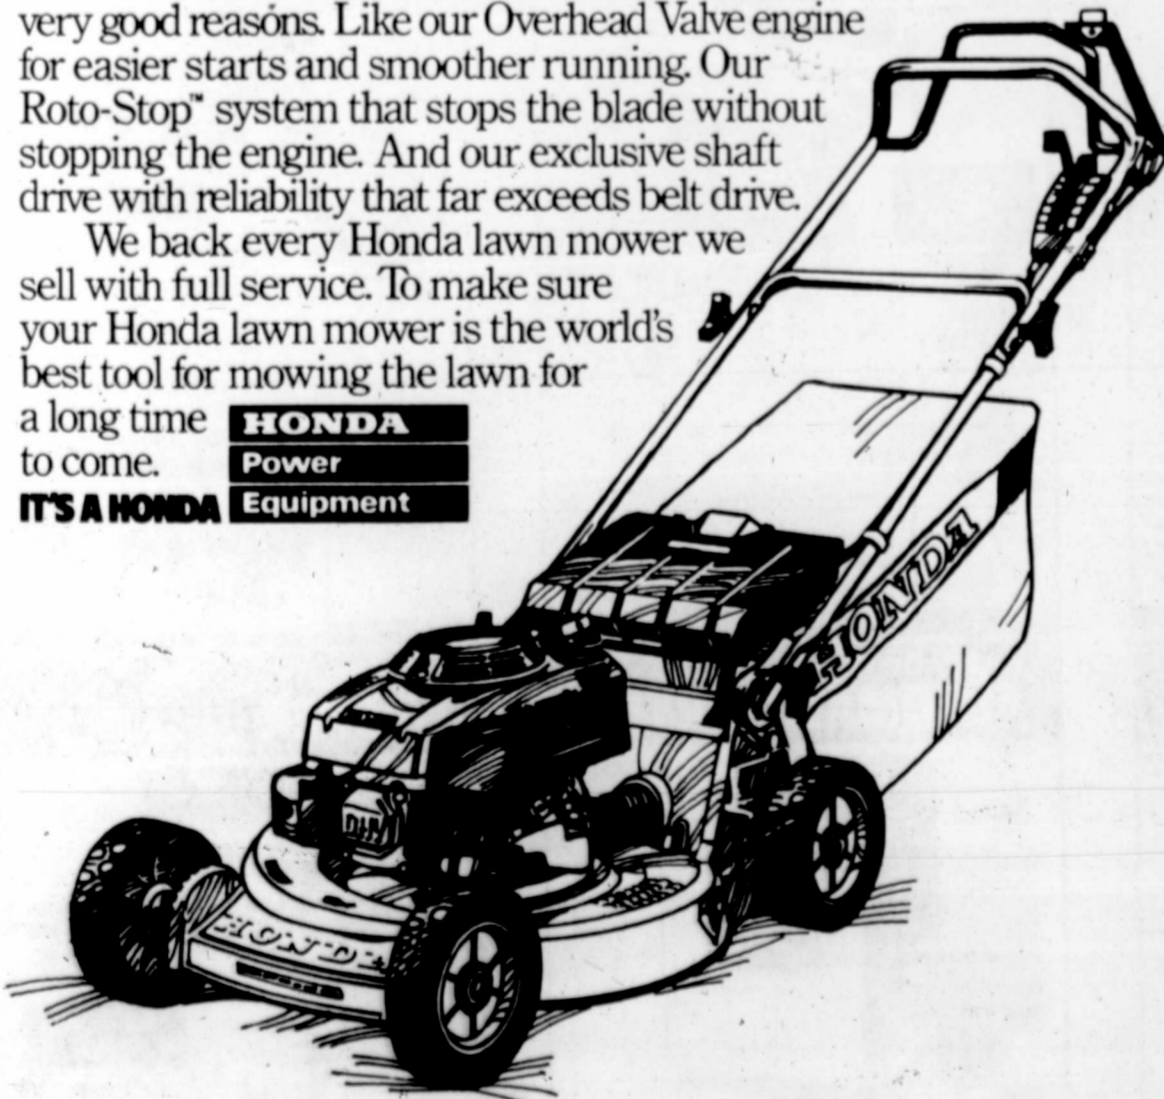 very good reasons. Like our Overhead Valve engine
for easier starts and smoother running. Our
Roto-Stop™ system that stops the blade without
stopping the engine. And our exclusive shaft
drive with reliability that far exceeds belt drive.
We back every Honda lawn mower we
sell with full service. To make sure
your Honda lawn mower is the world's
best tool for mowing the lawn for
a long time
to come.
IT'S A HONDA
HONDA
Power
Equipment
HONDA
HONDA